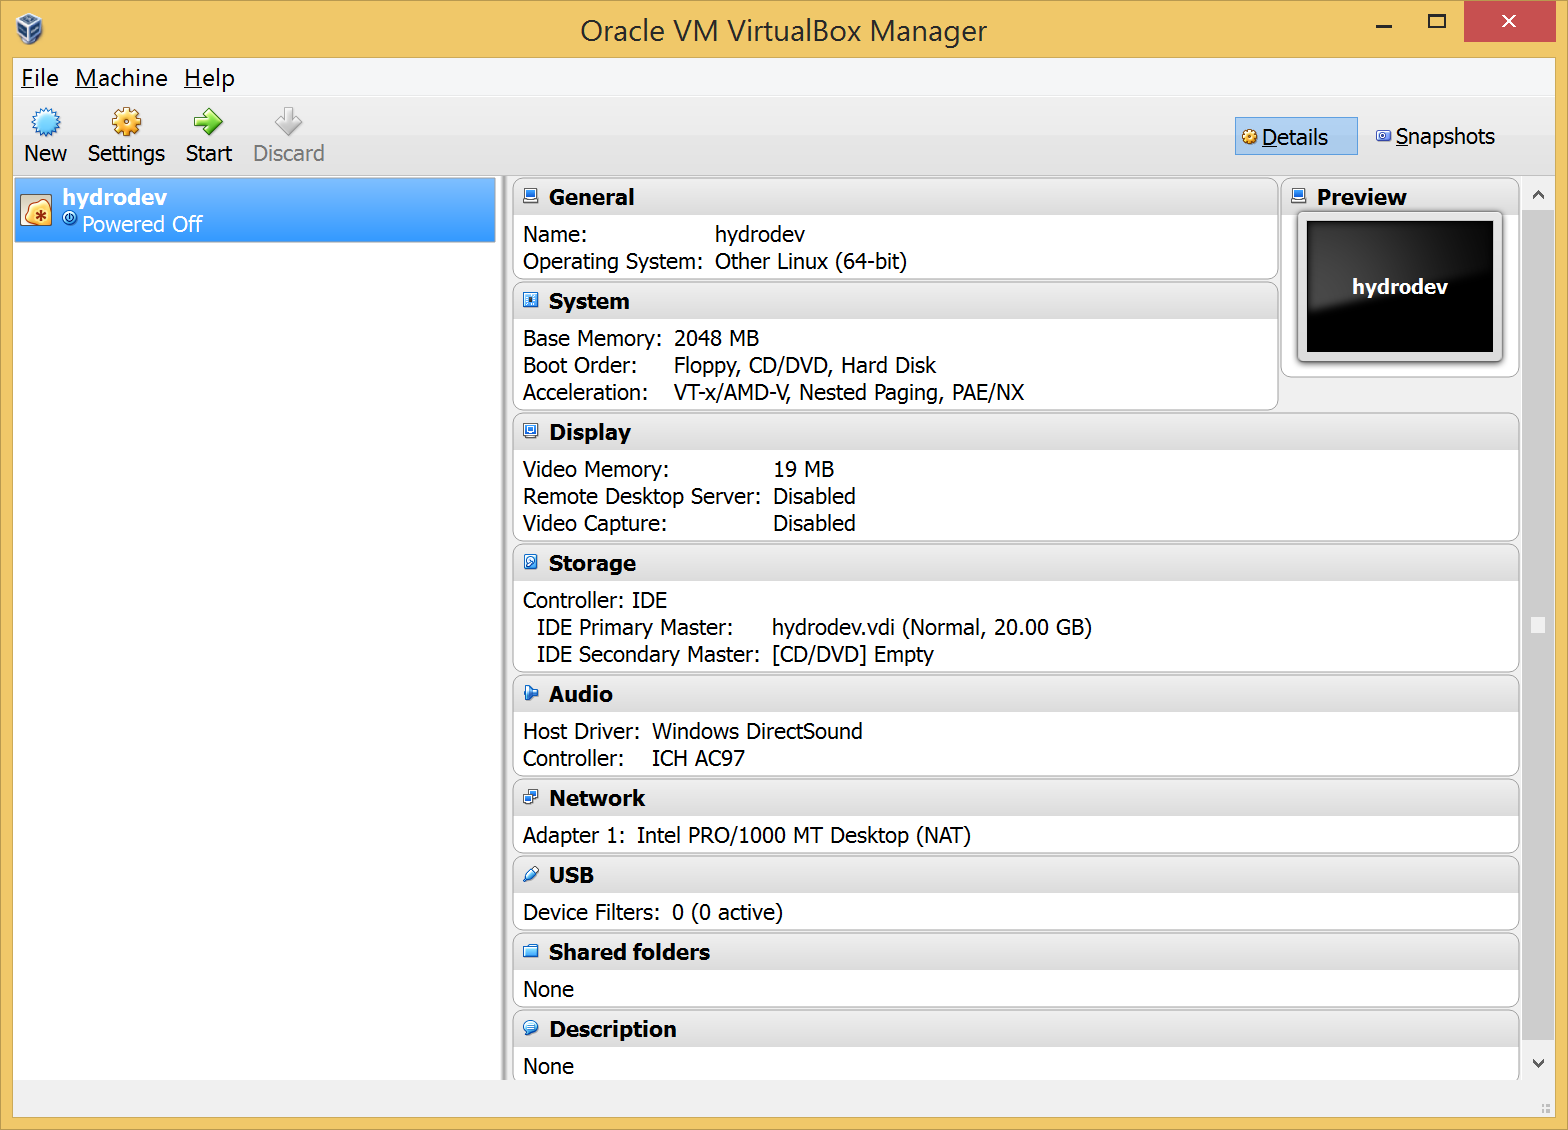 Oracle VM VirtualBox Manager
File Machine Help
New Settings Start Discard
Details Snapshots
hydrodev
Powered Off
General
Name: hydrodev
Operating System: Other Linux (64-bit)
System
Base Memory: 2048 MB
Boot Order: Floppy, CD/DVD, Hard Disk
Acceleration: VT-x/AMD-V, Nested Paging, PAE/NX
Preview
hydrodev
Display
Video Memory: 19 MB
Remote Desktop Server: Disabled
Video Capture: Disabled
Storage
Controller: IDE
IDE Primary Master: hydrodev.vdi (Normal, 20.00 GB)
IDE Secondary Master: [CD/DVD] Empty
Audio
Host Driver: Windows DirectSound
Controller: ICH AC97
Network
Adapter 1: Intel PRO/1000 MT Desktop (NAT)
USB
Device Filters: 0 (0 active)
Shared folders
None
Description
None